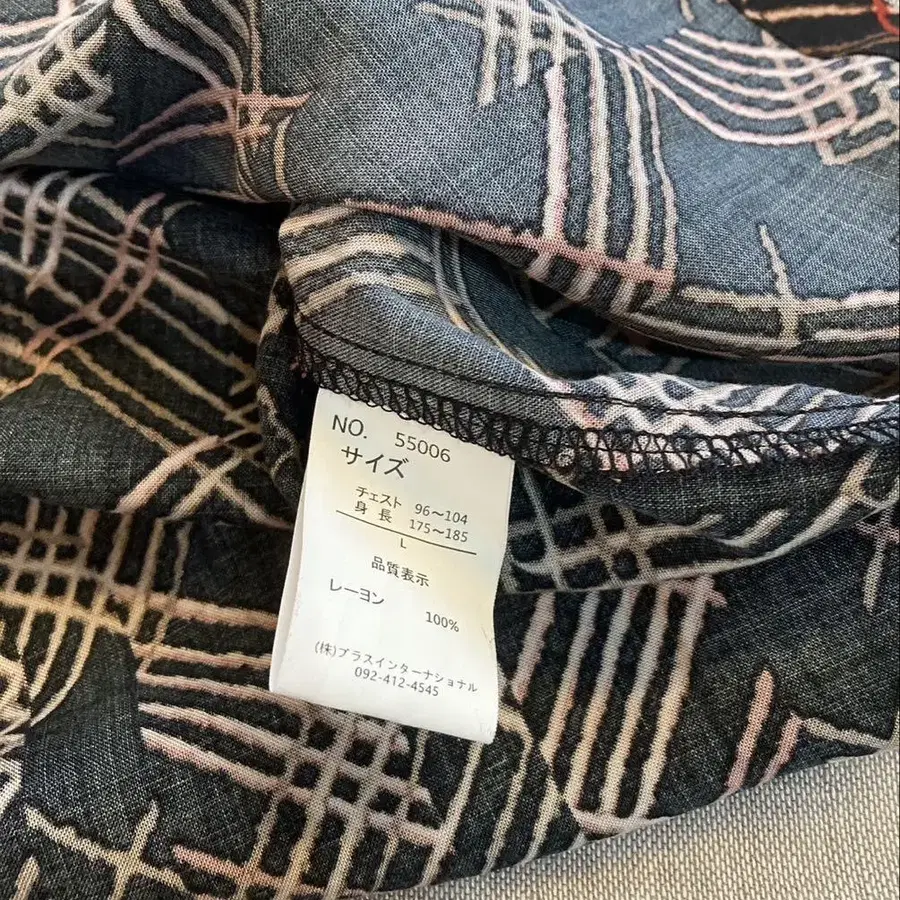 NO. 55006
サイズ
チェスト 96～104
身長 175～185
L
品質表示
レーヨン 100%
(株)プラスインターナショナル
092-412-4545